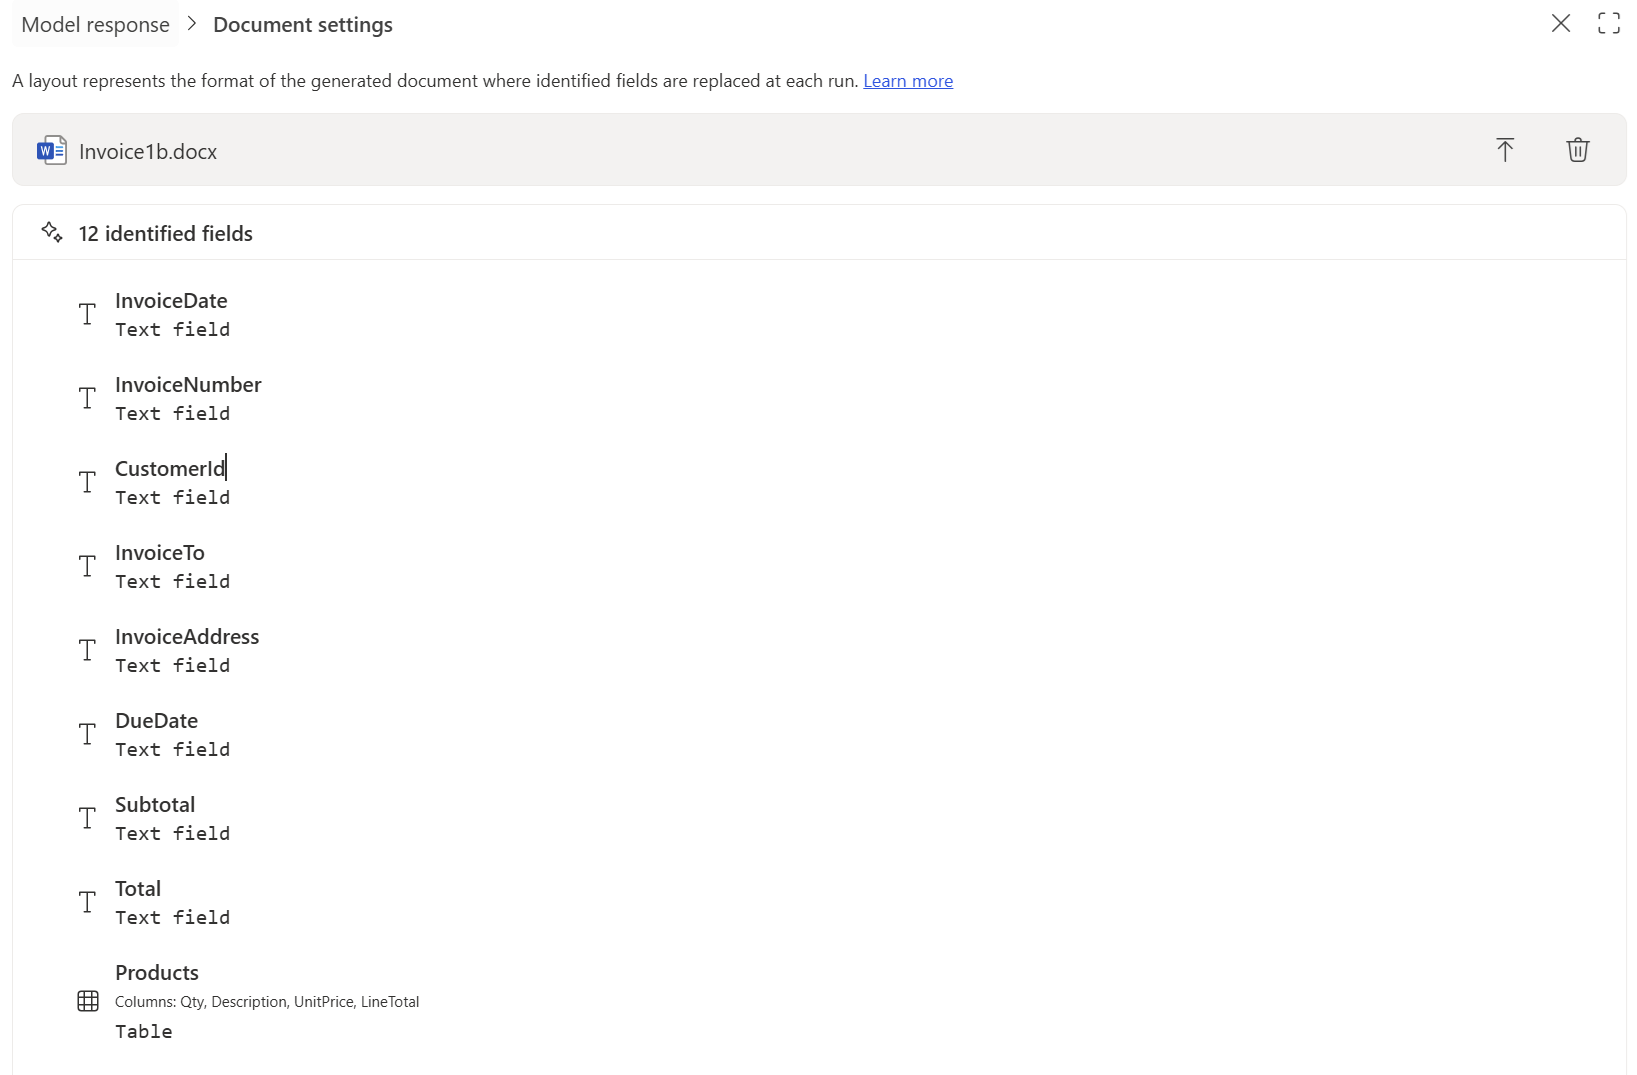 Model response > Document settings
A layout represents the format of the generated document where identified fields are replaced at each run. Learn more
Invoice1b.docx
12 identified fields
InvoiceDate
Text field
InvoiceNumber
Text field
CustomerId
Text field
InvoiceTo
Text field
InvoiceAddress
Text field
DueDate
Text field
Subtotal
Text field
Total
Text field
Products
Columns: Qty, Description, UnitPrice, LineTotal
Table